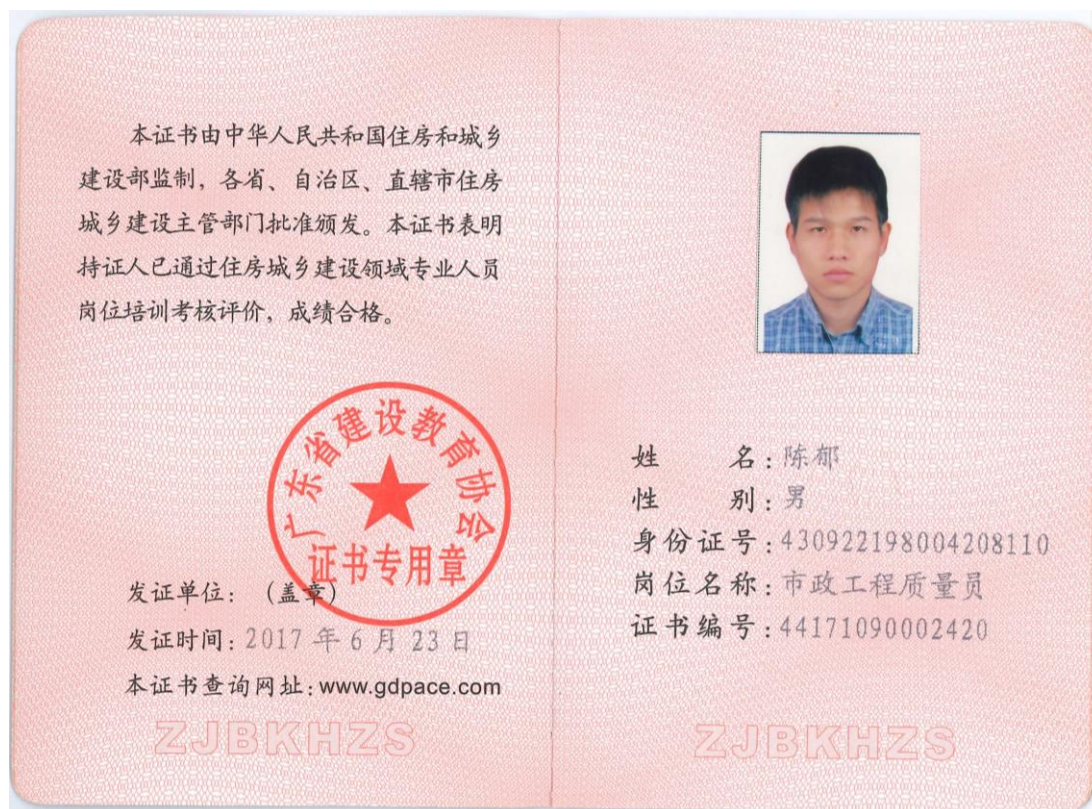 本证书由中华人民共和国住房和城乡
建设部监制，各省、自治区、直辖市住房
城乡建设主管部门批准颁发。本证书表明
持证人已通过住房城乡建设领域专业人员
岗位培训考核评价，成绩合格。
广东省建设教育协会
证书专用章
发证单位：（盖章）
发证时间：2017 年 6 月 23 日
本证书查询网址：www.gdpace.com
ZJBKHZS
姓 名：陈郁
性 别：男
身份证号：430922198004208110
岗位名称：市政工程质量员
证书编号：44171090002420
ZJBKHZS